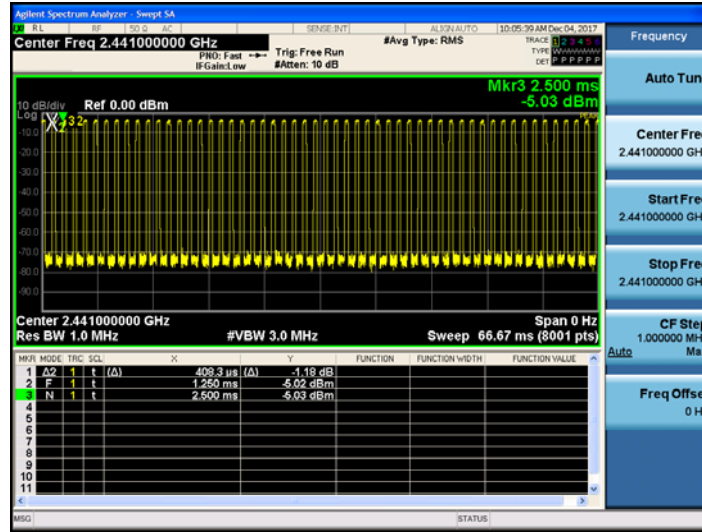 Agilent Spectrum Analyzer - Swept SA
RL RF 50 Ω AC SENSE:INT ALIGN AUTO 10:05:39 AM Dec 04, 2017
Center Freq 2.441000000 GHz
PNO: Fast
IFGain:Low
Trig: Free Run
#Atten: 10 dB
#Avg Type: RMS
TRACE 1 2 3 4 5 6
TYPE
DET P P P P P P
Mkr3 2.500 ms
-5.03 dBm
10 dB/div Ref 0.00 dBm
Log
-10.0
-20.0
-30.0
-40.0
-50.0
-60.0
-70.0
-80.0
-90.0
Center 2.441000000 GHz Span 0 Hz
Res BW 1.0 MHz #VBW 3.0 MHz Sweep 66.67 ms (8001 pts)
MKR MODE TRC SCL X Y FUNCTION FUNCTION WIDTH FUNCTION VALUE
1 Δ2 1 t (Δ) 408.3 µs (Δ) -1.18 dB
2 F 1 t 1.250 ms -5.02 dBm
3 N 1 t 2.500 ms -5.03 dBm
4
5
6
7
8
9
10
11
MSG STATUS
Frequency
Auto Tun
Center Fre
2.441000000 GH
Start Fre
2.441000000 GH
Stop Fre
2.441000000 GH
CF Step
1.000000 MH
Auto Ma
Freq Offse
0 H